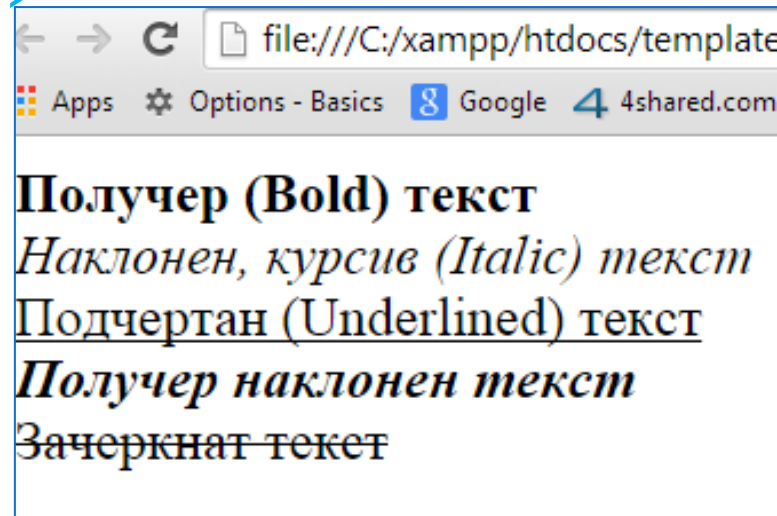 file:///C:/xampp/htdocs/template
Apps Options - Basics Google 4shared.com
Получер (Bold) текст
Наклонен, курсив (Italic) текст
Подчертан (Underlined) текст
Получер наклонен текст
Зачеркнат текст